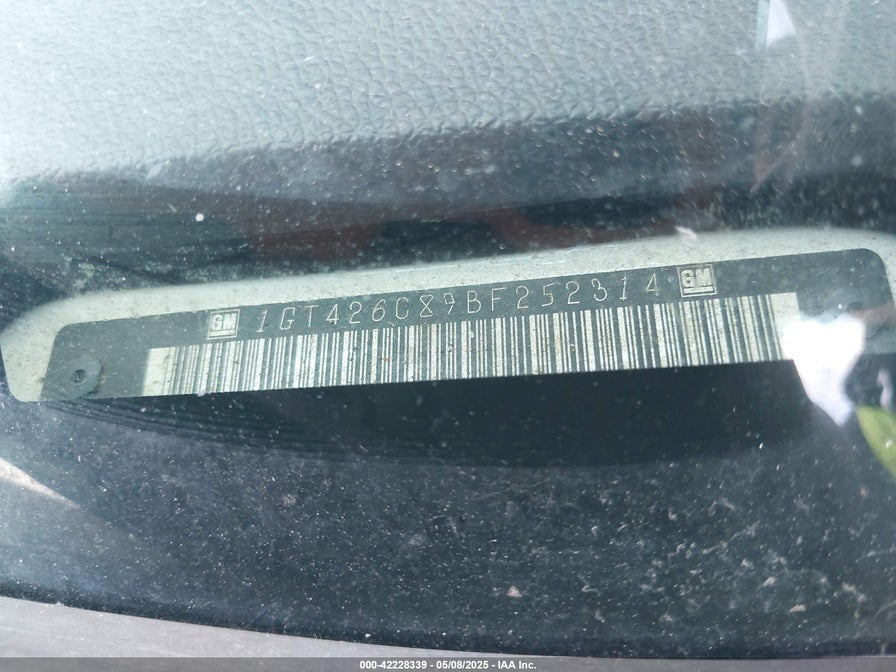 GM 1GT426C89BF252314 GM
000-42228339 - 05/08/2025 - IAA Inc.